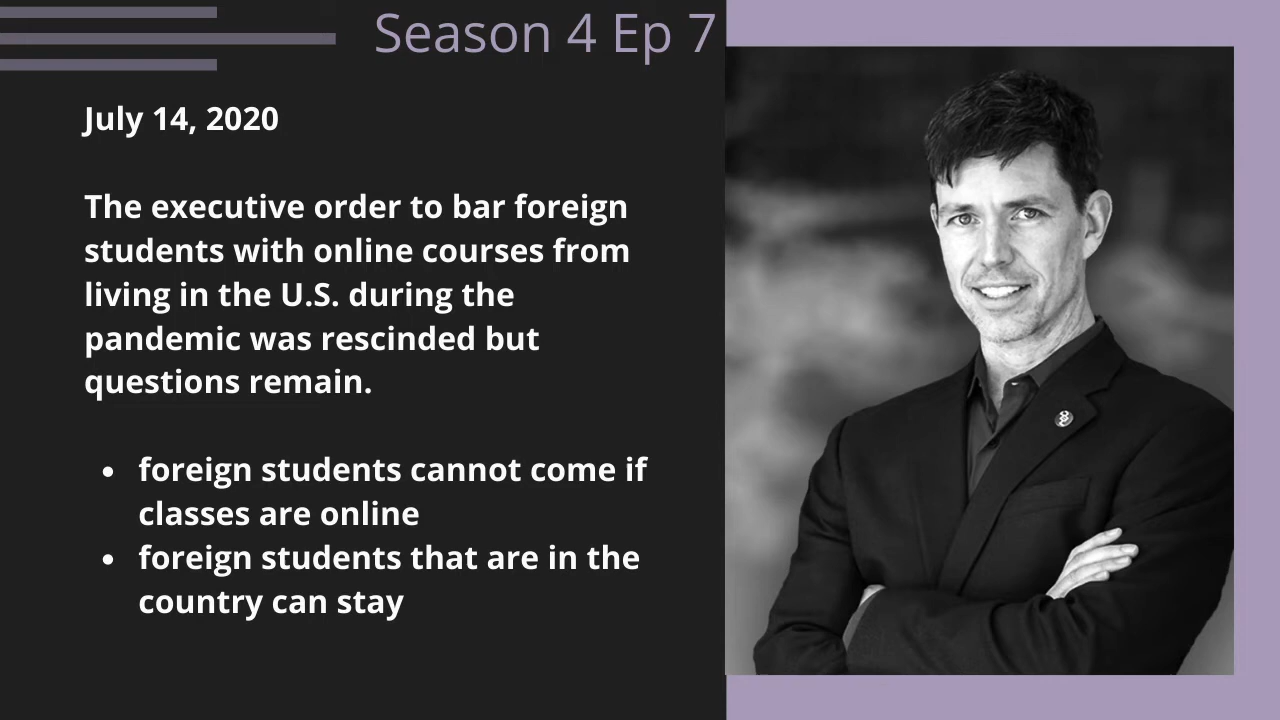 Season 4 Ep 7
July 14, 2020
The executive order to bar foreign
students with online courses from
living in the U.S. during the
pandemic was rescinded but
questions remain.
• foreign students cannot come if
classes are online
• foreign students that are in the
country can stay